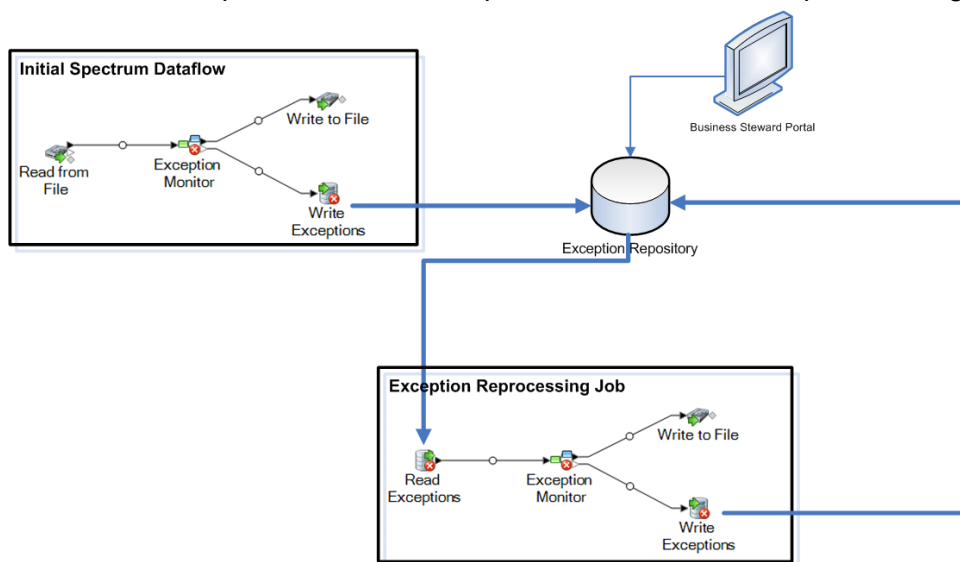 Initial Spectrum Dataflow
Write to File
Read from
File
Exception
Monitor
Write
Exceptions
Business Steward Portal
Exception Repository
Exception Reprocessing Job
Write to File
Read
Exceptions
Exception
Monitor
Write
Exceptions